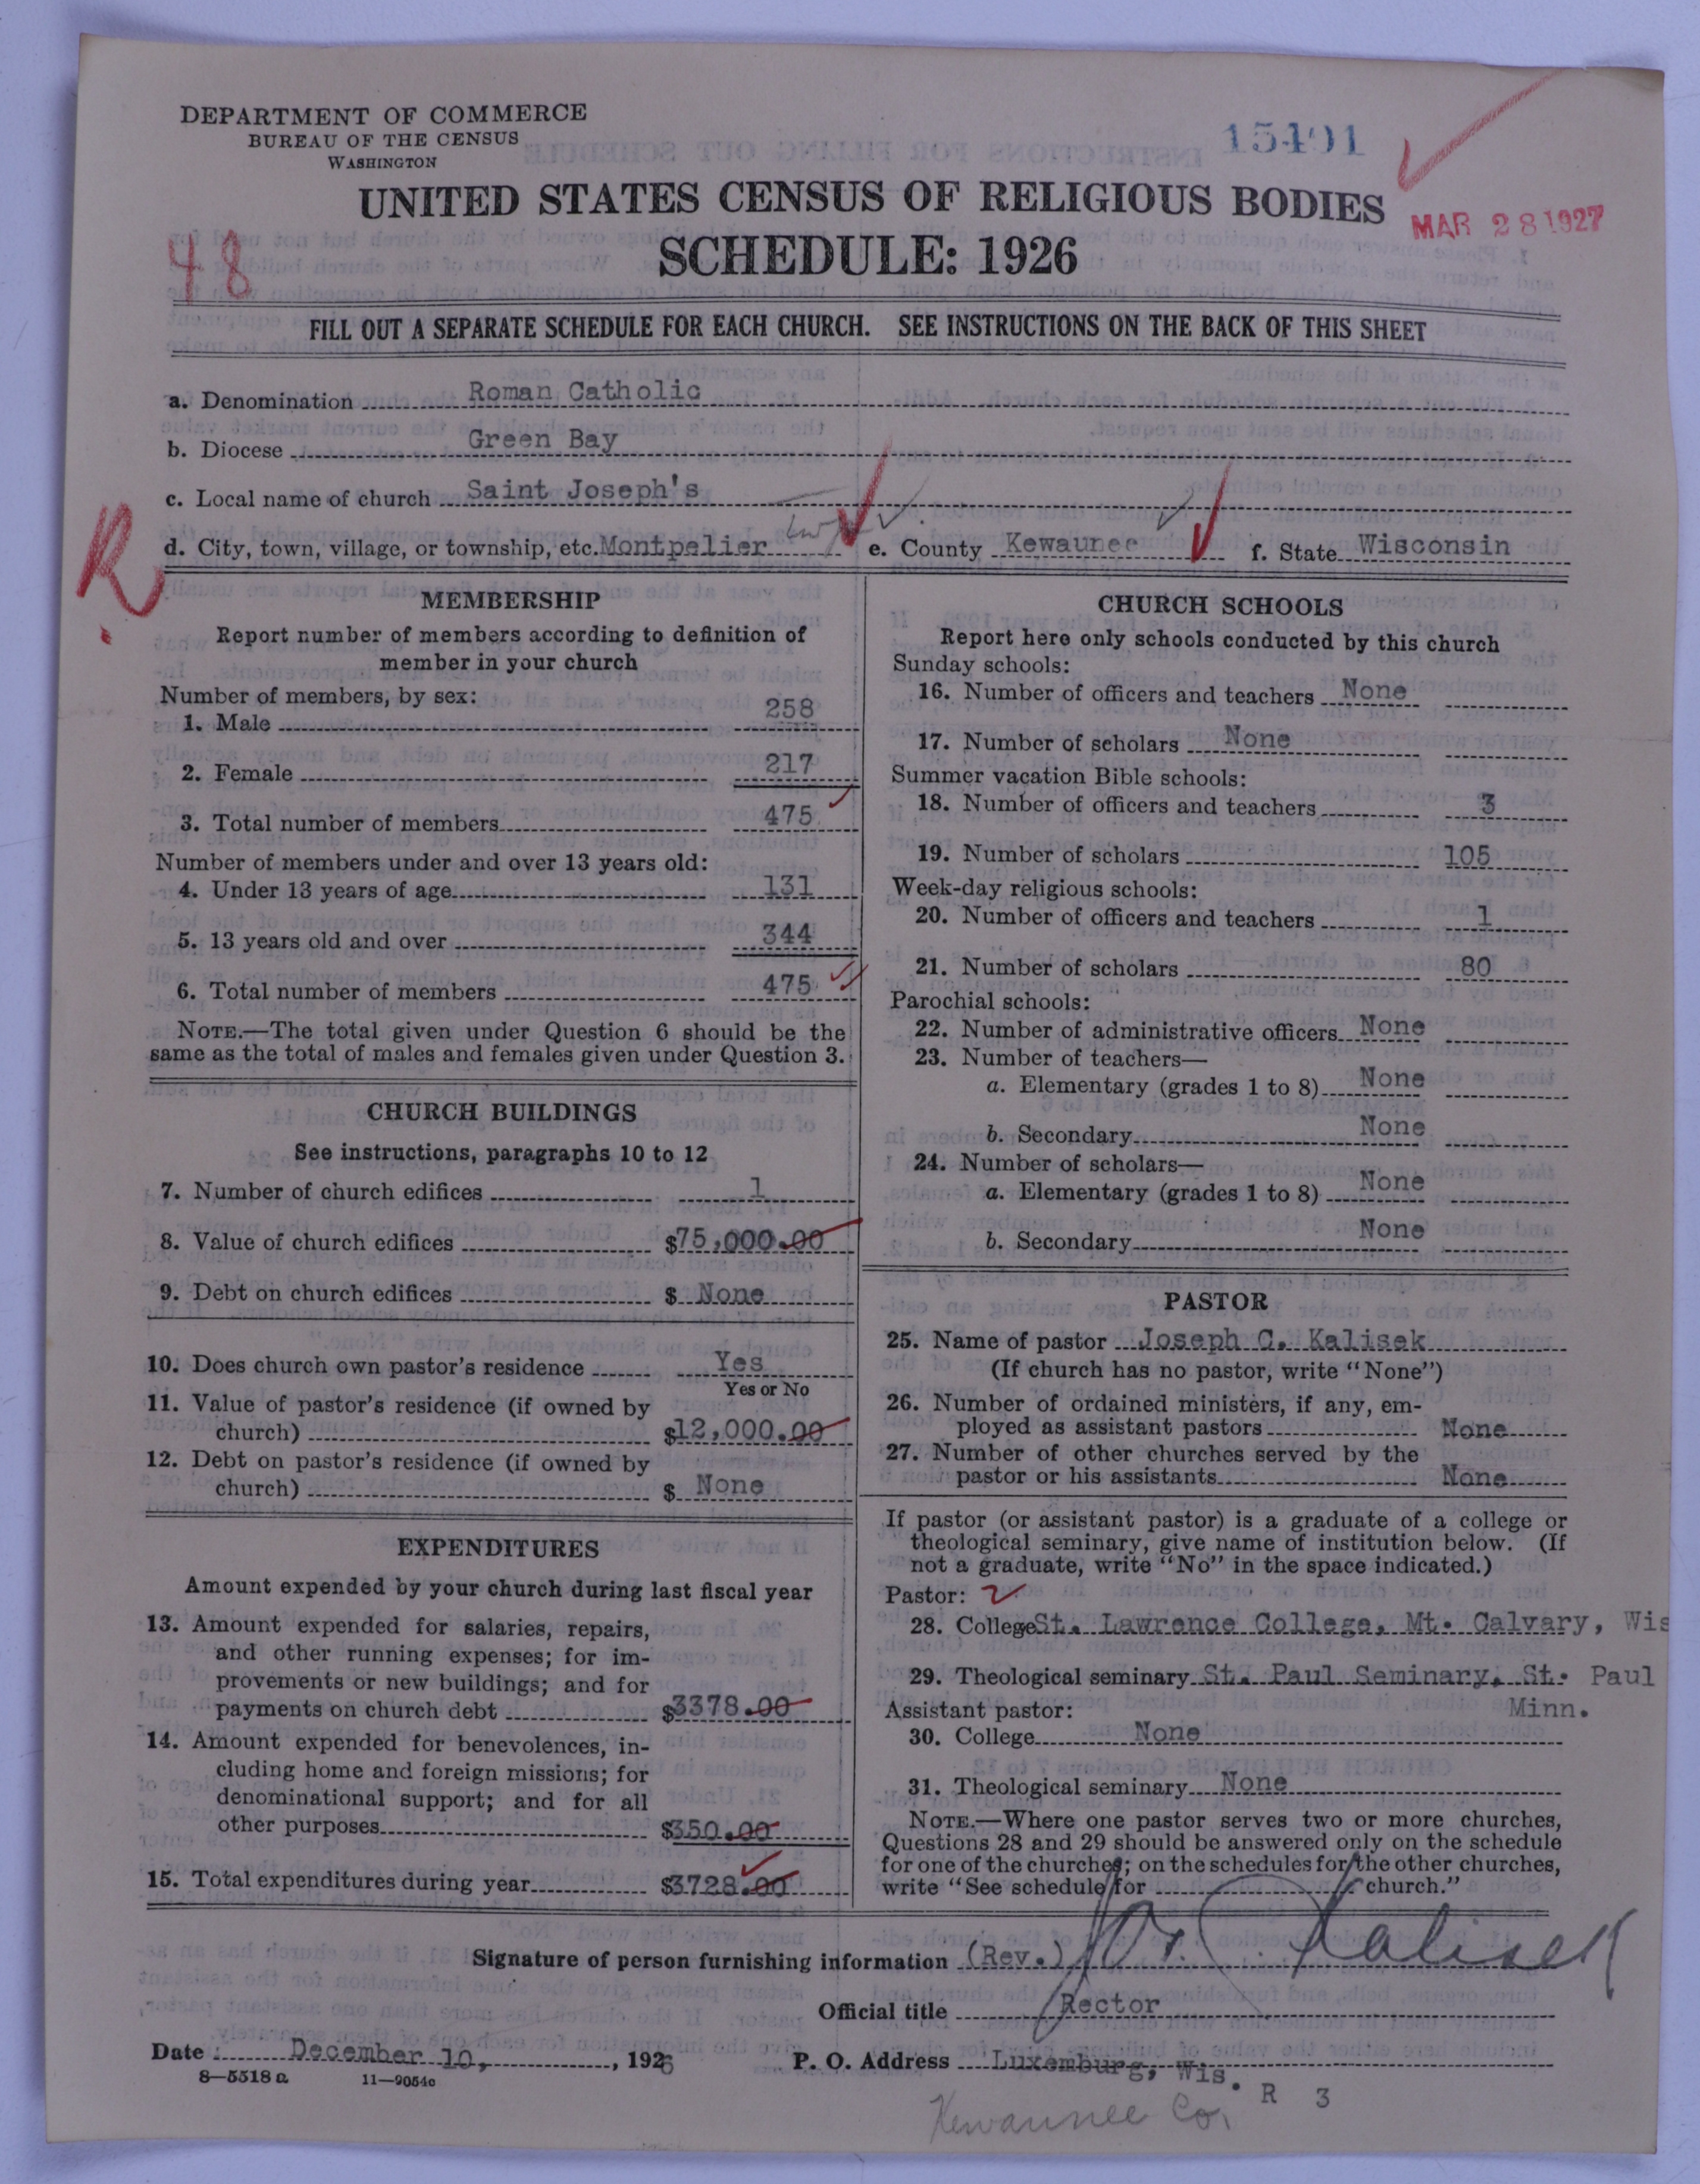 DEPARTMENT OF COMMERCE
BUREAU OF THE CENSUS
WASHINGTON
15491
UNITED STATES CENSUS OF RELIGIOUS BODIES
MAR 28 1927
48
SCHEDULE: 1926
FILL OUT A SEPARATE SCHEDULE FOR EACH CHURCH. SEE INSTRUCTIONS ON THE BACK OF THIS SHEET
a. Denomination Roman Catholic
b. Diocese Green Bay
c. Local name of church Saint Joseph's
R
d. City, town, village, or township, etc. Montpelier e. County Kewaunee f. State Wisconsin
MEMBERSHIP
Report number of members according to definition of
member in your church
Number of members, by sex:
1. Male 258
2. Female 217
3. Total number of members 475
Number of members under and over 13 years old:
4. Under 13 years of age 131
5. 13 years old and over 344
6. Total number of members 475
NOTE.—The total given under Question 6 should be the
same as the total of males and females given under Question 3.
CHURCH BUILDINGS
See instructions, paragraphs 10 to 12
7. Number of church edifices 1
8. Value of church edifices $75,000.00
9. Debt on church edifices $ None
10. Does church own pastor's residence Yes
Yes or No
11. Value of pastor's residence (if owned by
church) $12,000.00
12. Debt on pastor's residence (if owned by
church) $ None
EXPENDITURES
Amount expended by your church during last fiscal year
13. Amount expended for salaries, repairs,
and other running expenses; for im-
provements or new buildings; and for
payments on church debt $3378.00
14. Amount expended for benevolences, in-
cluding home and foreign missions; for
denominational support; and for all
other purposes $350.00
15. Total expenditures during year $3728.00
CHURCH SCHOOLS
Report here only schools conducted by this church
Sunday schools:
16. Number of officers and teachers None
17. Number of scholars None
Summer vacation Bible schools:
18. Number of officers and teachers 3
19. Number of scholars 105
Week-day religious schools:
20. Number of officers and teachers 1
21. Number of scholars 80
Parochial schools:
22. Number of administrative officers None
23. Number of teachers—
a. Elementary (grades 1 to 8) None
b. Secondary None
24. Number of scholars—
a. Elementary (grades 1 to 8) None
b. Secondary None
PASTOR
25. Name of pastor Joseph C. Kalisek
(If church has no pastor, write "None")
26. Number of ordained ministers, if any, em-
ployed as assistant pastors None
27. Number of other churches served by the
pastor or his assistants None
If pastor (or assistant pastor) is a graduate of a college or
theological seminary, give name of institution below. (If
not a graduate, write "No" in the space indicated.)
Pastor: 2
28. College St. Lawrence College, Mt. Calvary, Wis
29. Theological seminary St. Paul Seminary, St. Paul
Minn.
Assistant pastor:
30. College None
31. Theological seminary None
NOTE.—Where one pastor serves two or more churches,
Questions 28 and 29 should be answered only on the schedule
for one of the churches; on the schedules for the other churches,
write "See schedule for church."
Signature of person furnishing information (Rev.) Kalisek
Official title Rector
Date December 10, 1926 P. O. Address Luxemburg, Wis. R 3
8—5518 a 11—9054c
Kewaunee Co.